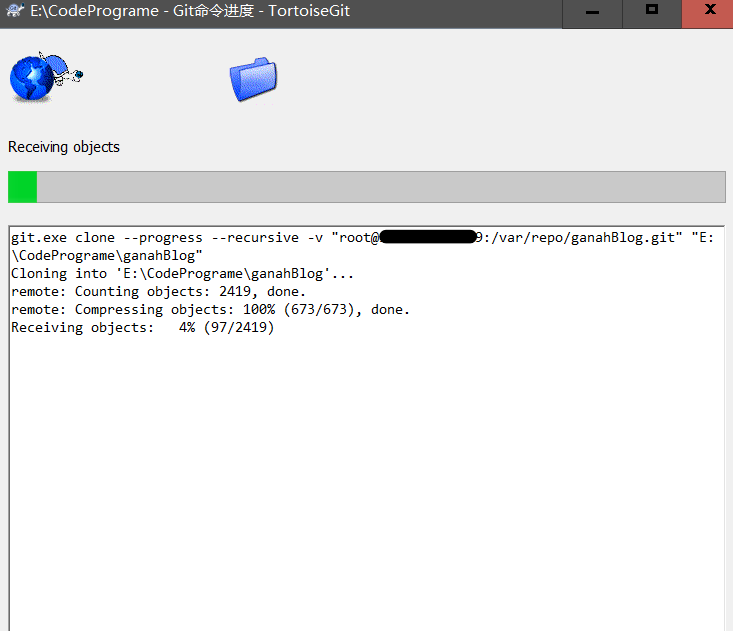 E:\CodePrograme - Git命令进度 - TortoiseGit
Receiving objects
git.exe clone --progress --recursive -v "root@9:/var/repo/ganahBlog.git" "E:
\CodePrograme\ganahBlog"
Cloning into 'E:\CodePrograme\ganahBlog'...
remote: Counting objects: 2419, done.
remote: Compressing objects: 100% (673/673), done.
Receiving objects:   4% (97/2419)